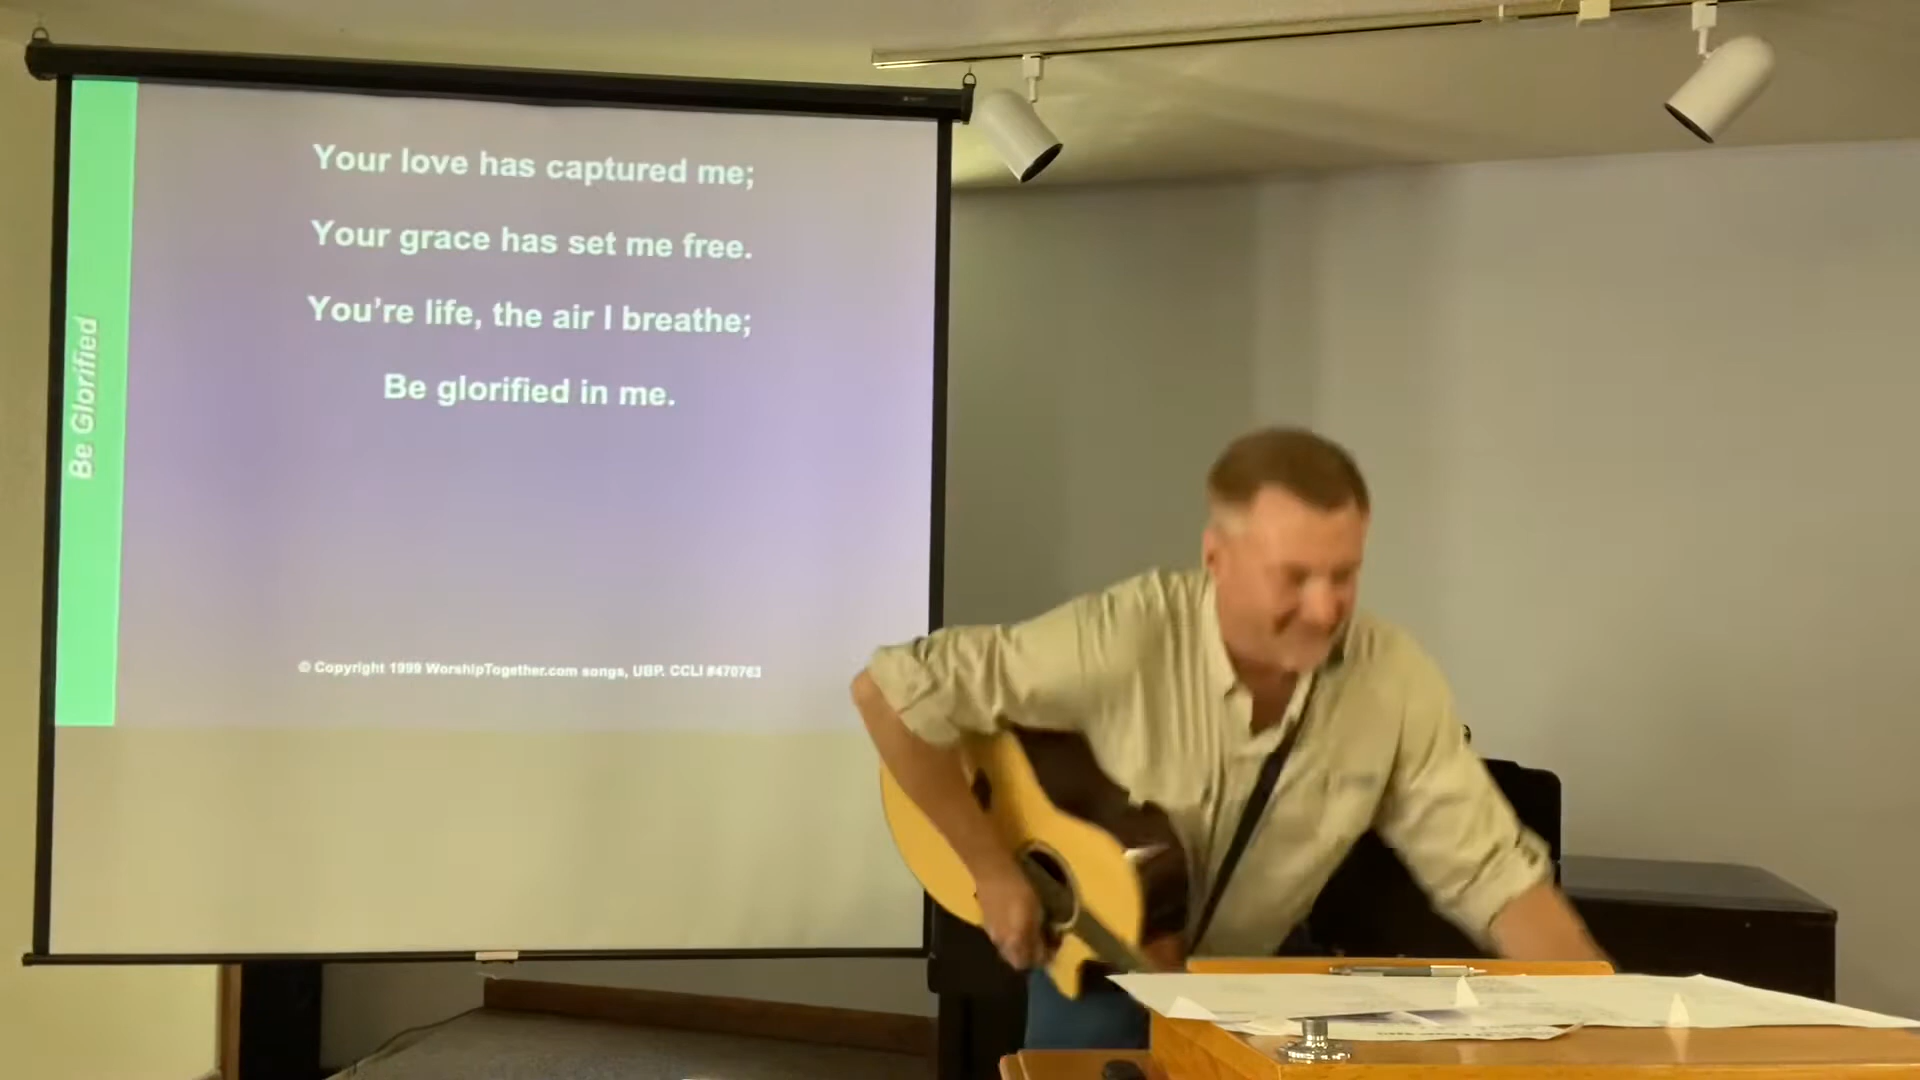 Your love has captured me;
Your grace has set me free.
You're life, the air I breathe;
Be glorified in me.
Be Glorified
© Copyright 1999 WorshipTogether.com songs, UBP. CCLI #470763